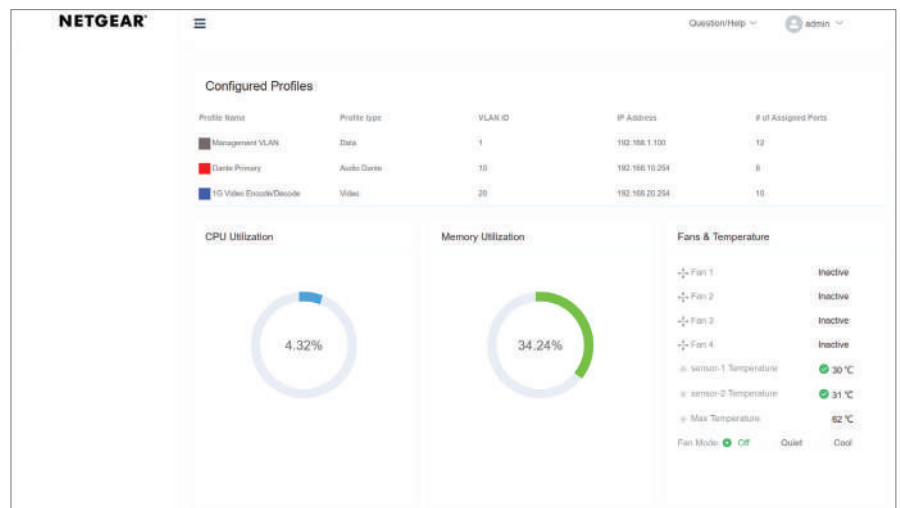 NETGEAR
Question/Help
admin
Configured Profiles
Profile Name Profile type VLAN ID IP Address # of Assigned Ports
Management VLAN Data 1 192.168.1.100 12
Dante Primary Audio Dante 10 192.168.10.254 8
1G Video Encode/Decode Video 20 192.168.20.254 10
CPU Utilization
4.32%
Memory Utilization
34.24%
Fans & Temperature
Fan 1 Inactive
Fan 2 Inactive
Fan 3 Inactive
Fan 4 Inactive
sensor-1 Temperature 30 °C
sensor-2 Temperature 31 °C
Max Temperature 62 °C
Fan Mode: Off Quiet Cool